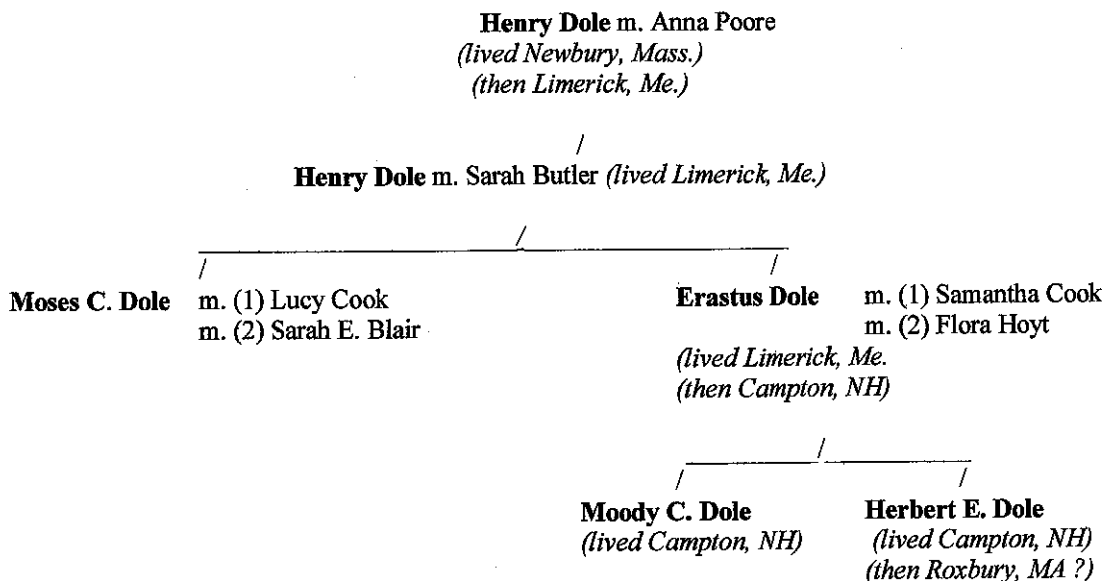 Henry Dole m. Anna Poore
(lived Newbury, Mass.)
(then Limerick, Me.)
Henry Dole m. Sarah Butler (lived Limerick, Me.)
Moses C. Dole m. (1) Lucy Cook
m. (2) Sarah E. Blair
Erastus Dole m. (1) Samantha Cook
m. (2) Flora Hoyt
(lived Limerick, Me.
(then Campton, NH)
Moody C. Dole
(lived Campton, NH)
Herbert E. Dole
(lived Campton, NH)
(then Roxbury, MA ?)